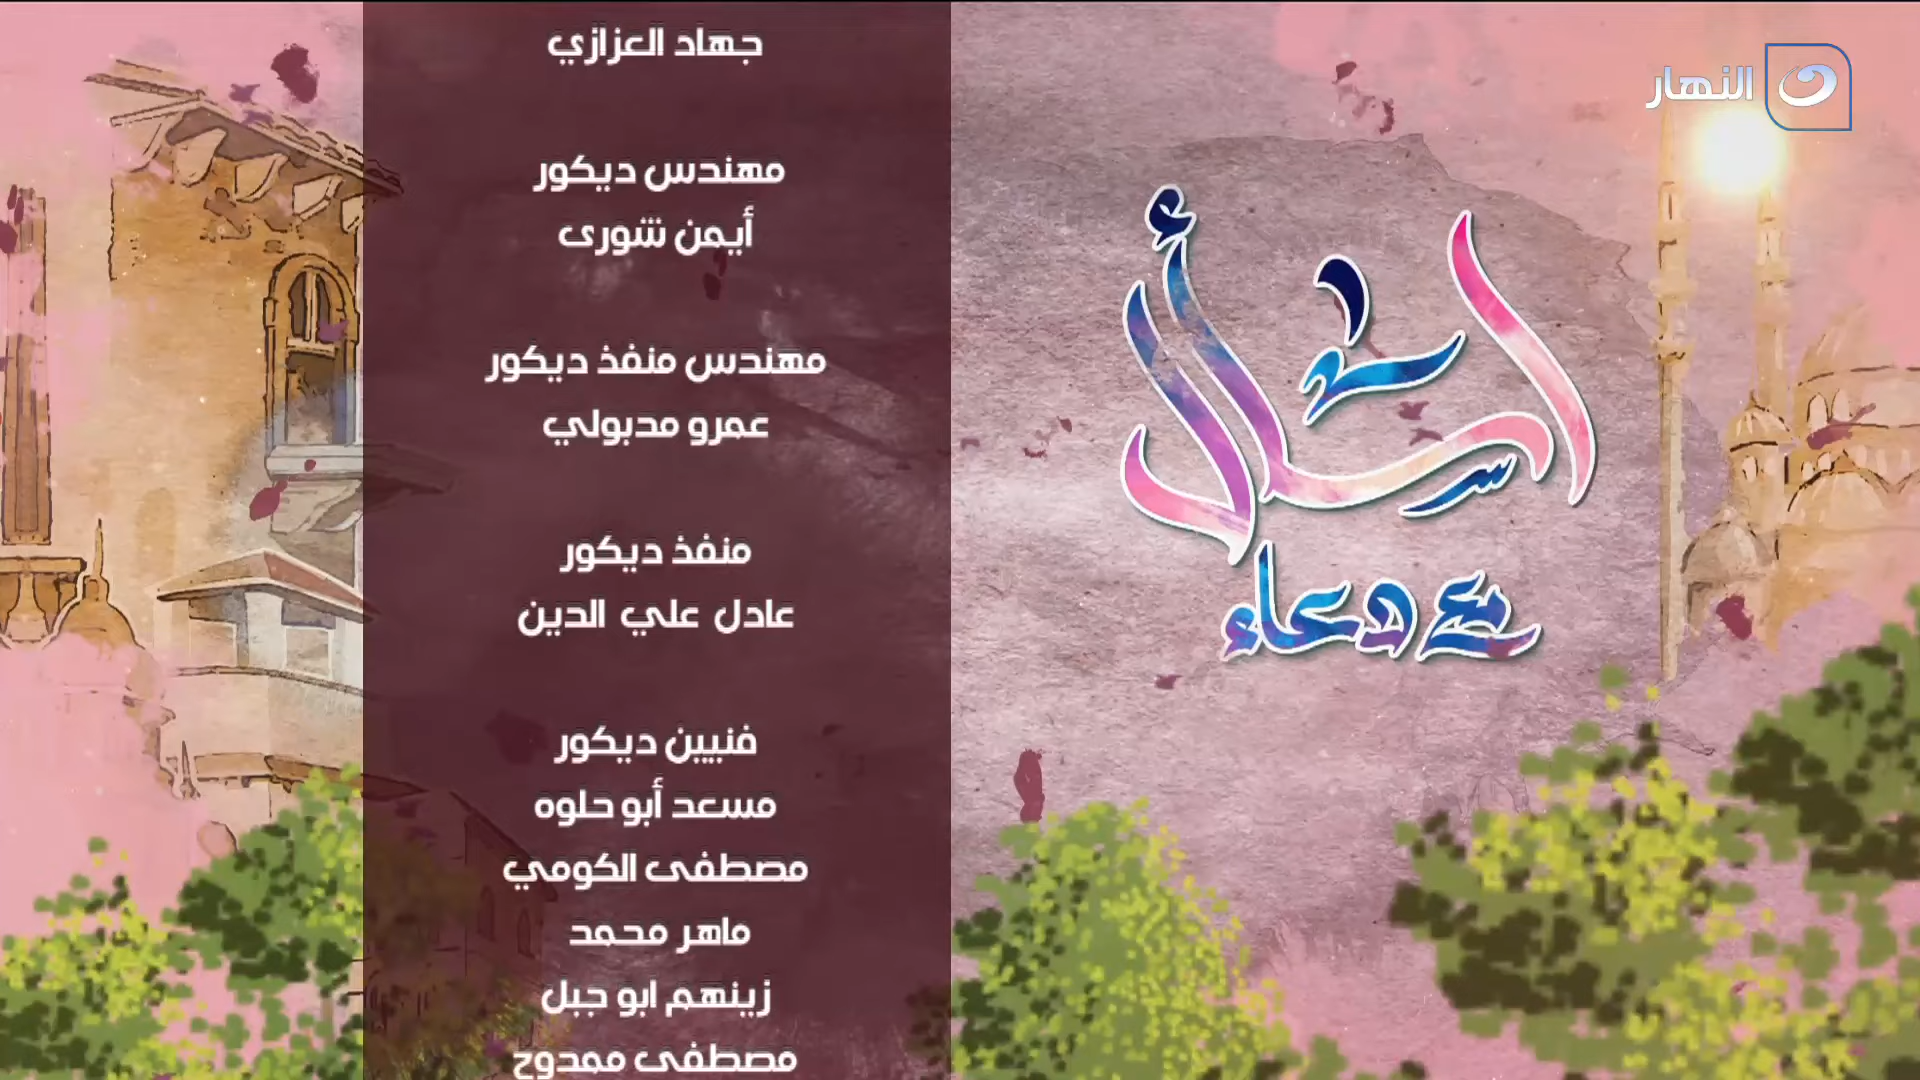 جهاد العزازي
مهندس ديكور
أيمن شورى
مهندس منفذ ديكور
عمرو مدبولي
منفذ ديكور
عادل علي الدين
فنيين ديكور
مسعد أبو حلوه
مصطفى الكومي
ماهر محمد
زينهم ابو جبل
مصطفى ممدوح
النهار
اسأل
مع دعاء